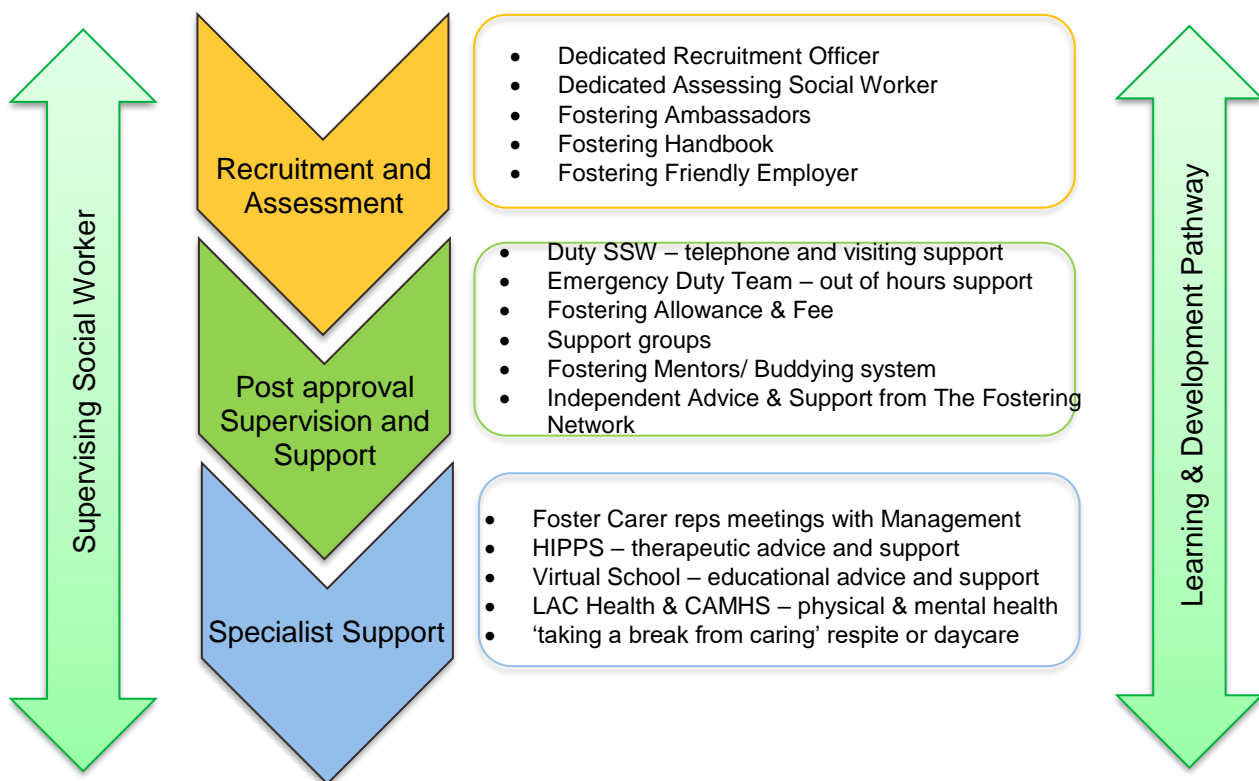 Supervising Social Worker
Recruitment and
Assessment
• Dedicated Recruitment Officer
• Dedicated Assessing Social Worker
• Fostering Ambassadors
• Fostering Handbook
• Fostering Friendly Employer
Post approval
Supervision and
Support
• Duty SSW – telephone and visiting support
• Emergency Duty Team – out of hours support
• Fostering Allowance & Fee
• Support groups
• Fostering Mentors/ Buddying system
• Independent Advice & Support from The Fostering
Network
Specialist Support
• Foster Carer reps meetings with Management
• HIPPS – therapeutic advice and support
• Virtual School – educational advice and support
• LAC Health & CAMHS – physical & mental health
• ‘taking a break from caring’ respite or daycare
Learning & Development Pathway